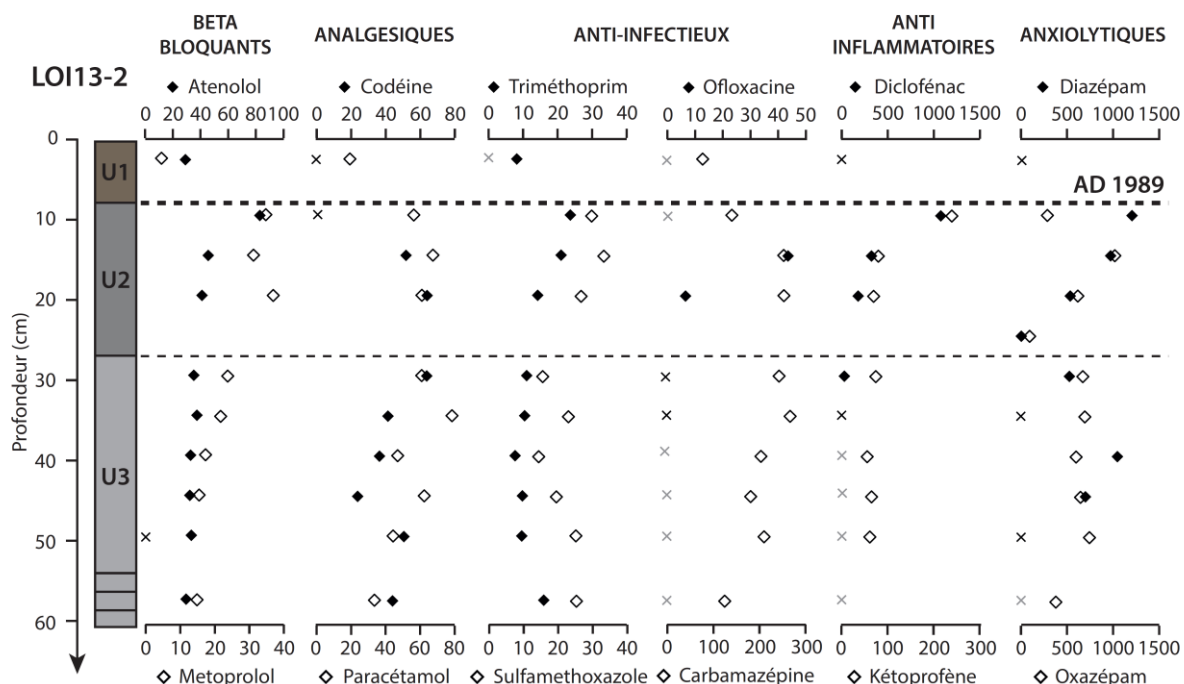 BETA
BLOQUANTS
ANALGESIQUES
ANTI-INFECTIEUX
ANTI
INFLAMMATOIRES
ANXIOLYTIQUES
LOI13-2
Atenolol
Codéine
Triméthoprim
Ofloxacine
Diclofénac
Diazépam
0 20 40 60 80 100
0 20 40 60 80
0 10 20 30 40
0 10 20 30 40 50
0 500 1000 1500
0 500 1000 1500
0
10
20
30
40
50
60
Profondeur (cm)
U1
U2
U3
AD 1989
0 10 20 30 40
0 20 40 60 80
0 10 20 30 40
0 100 200 300
0 500 1000 1500
0 500 1000 1500
Metoprolol
Paracétamol
Sulfamethoxazole
Carbamazépine
Kétoprofène
Oxazépam